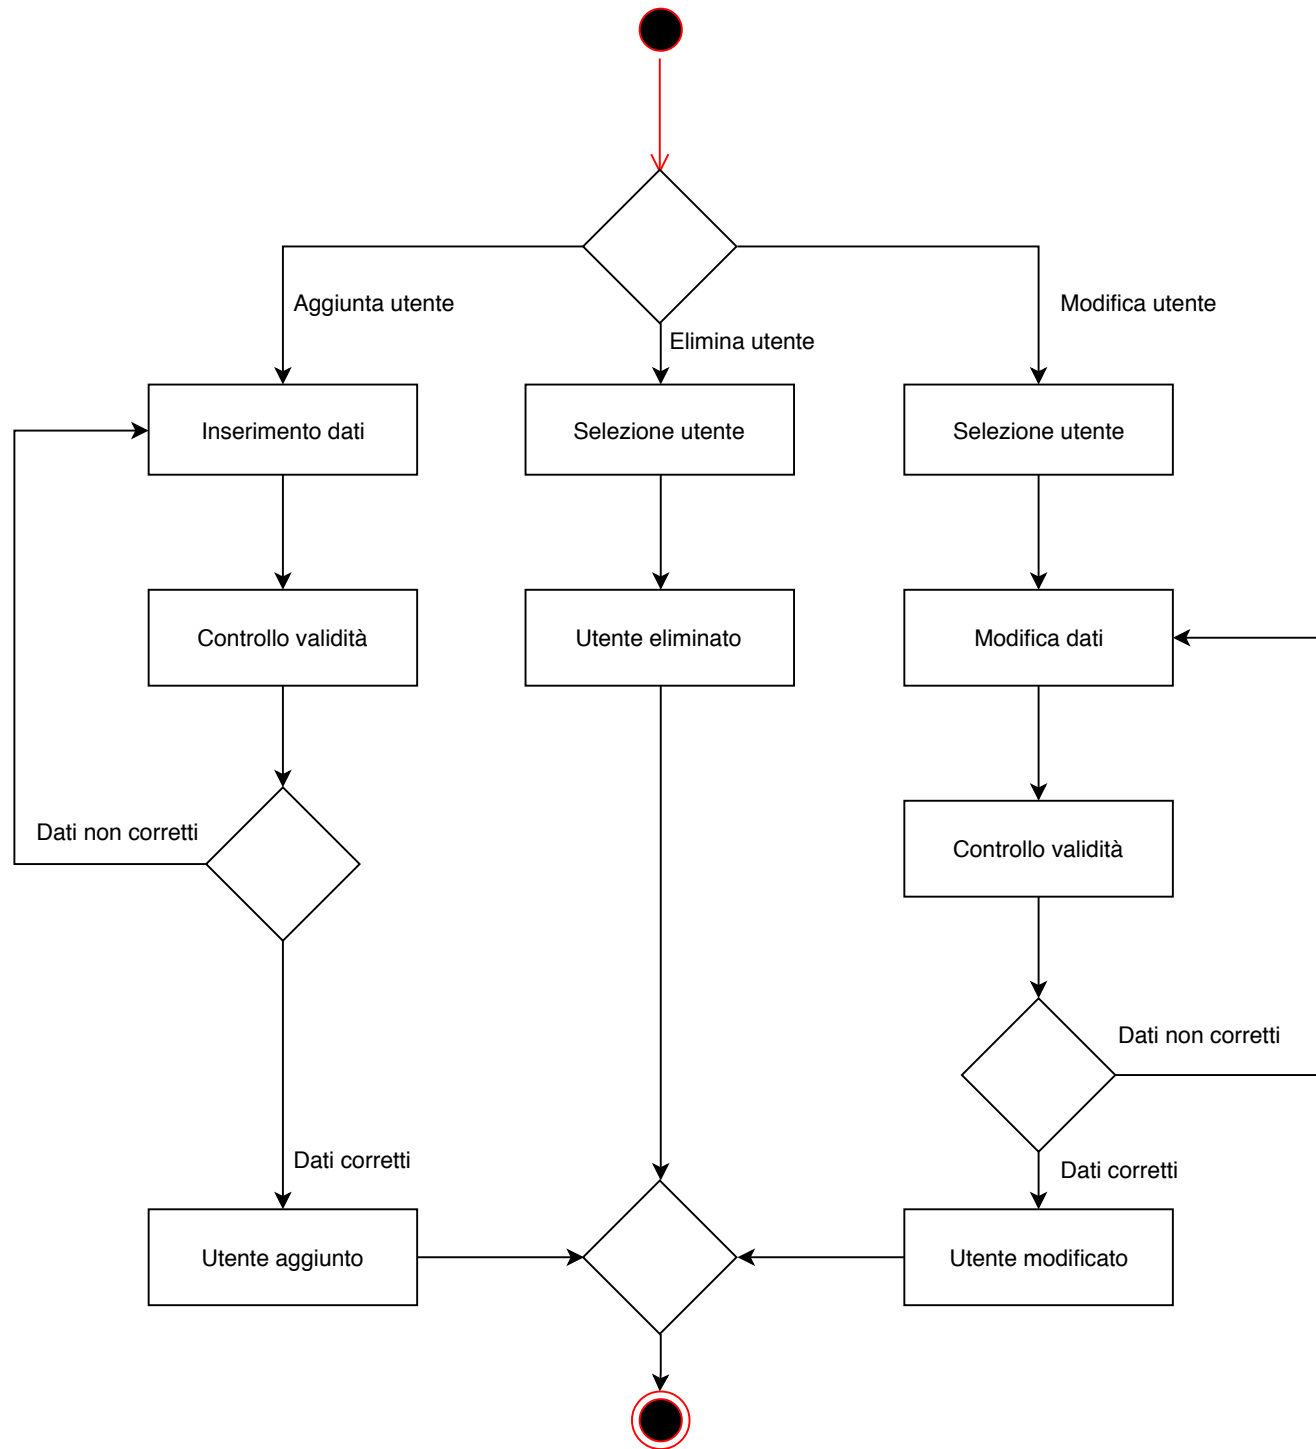 Aggiunta utente
Modifica utente
Elimina utente
Inserimento dati
Selezione utente
Selezione utente
Controllo validità
Utente eliminato
Modifica dati
Dati non corretti
Controllo validità
Dati non corretti
Dati corretti
Dati corretti
Utente aggiunto
Utente modificato